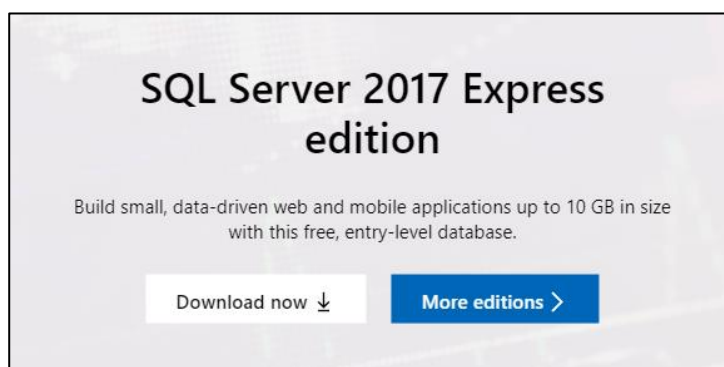 SQL Server 2017 Express
edition
Build small, data-driven web and mobile applications up to 10 GB in size
with this free, entry-level database.
Download now
More editions